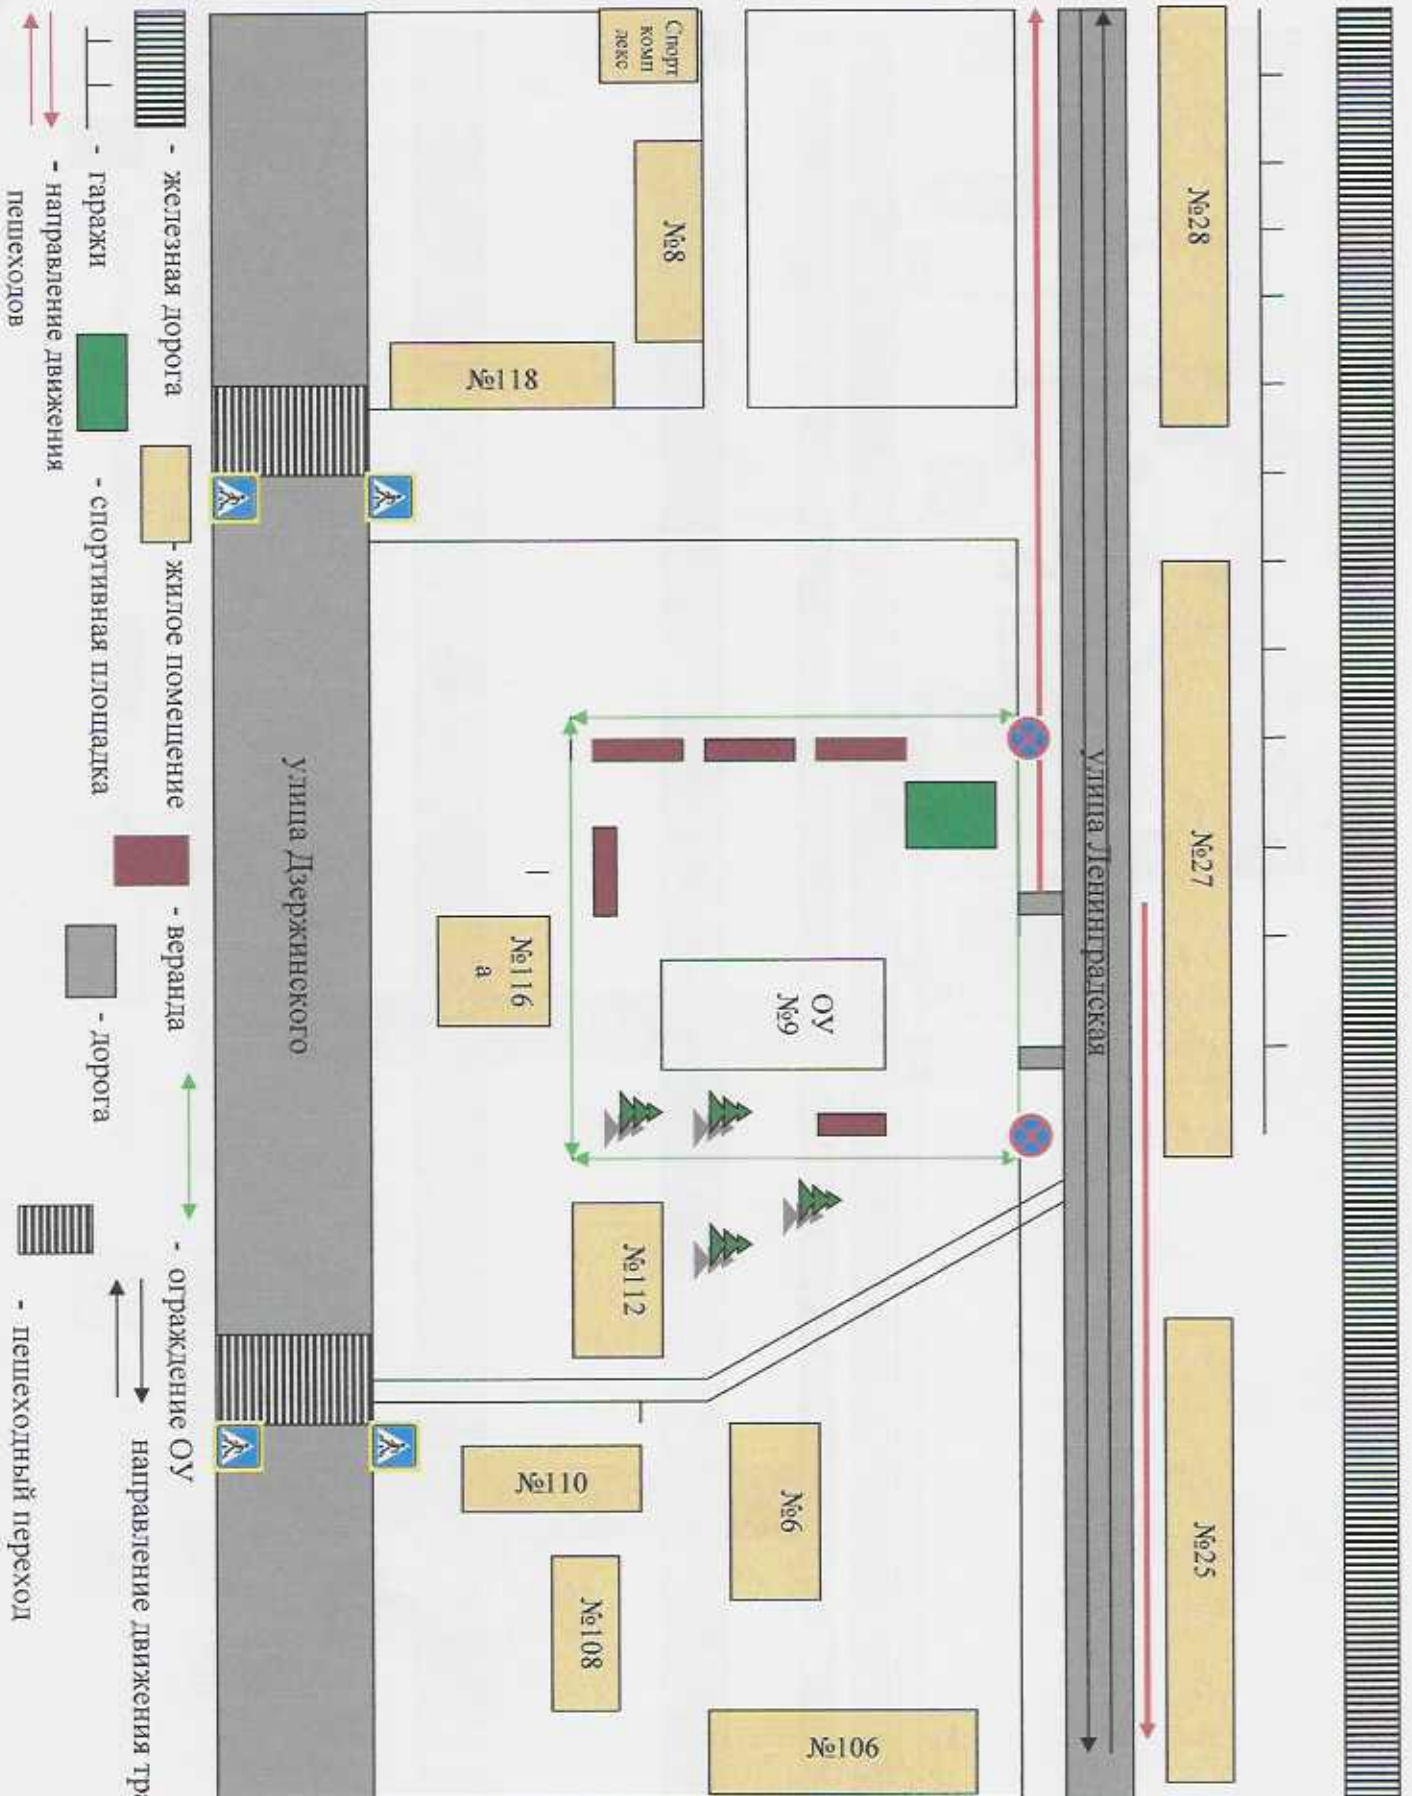 №28
№27
№25
улица Ленинградская
Спорт
комп
лекс
№8
№118
ОУ
№9
№116
а
№112
№6
№110
№108
№106
улица Дзержинского
- железная дорога
- жилое помещение
- веранда
- ограждение ОУ
- гаражи
- спортивная площадка
- дорога
направление движения тра
- направление движения
пешеходов
- пешеходный переход